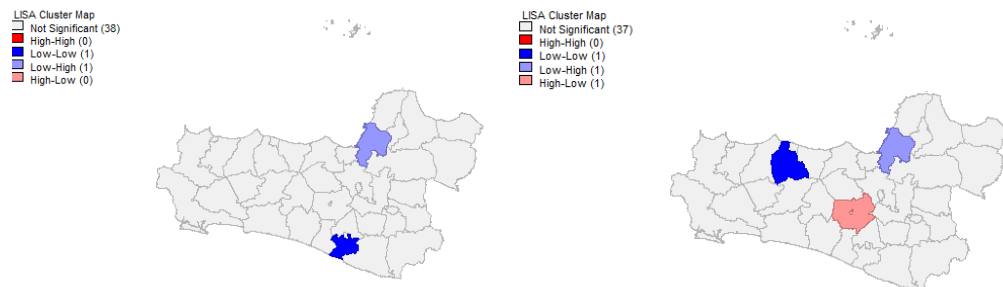 LISA Cluster Map
Not Significant (38)
High-High (0)
Low-Low (1)
Low-High (1)
High-Low (0)
LISA Cluster Map
Not Significant (37)
High-High (0)
Low-Low (1)
Low-High (1)
High-Low (1)